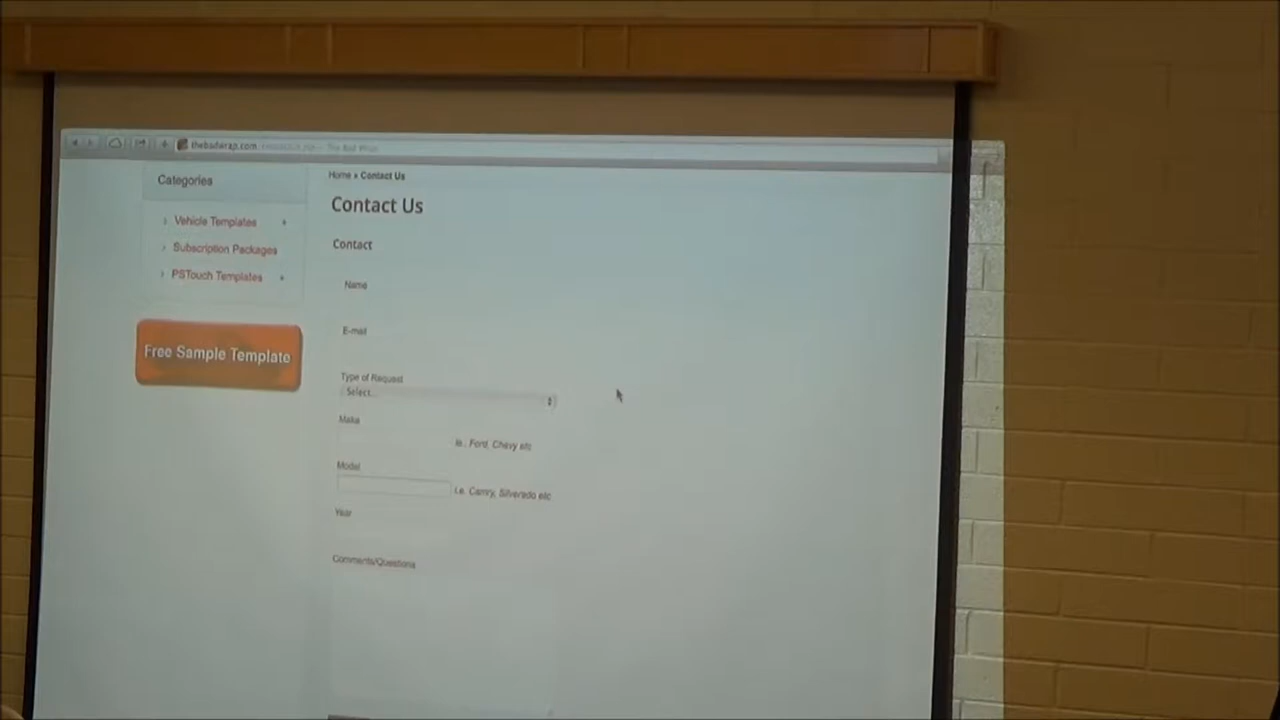 thebadwrap.com
Categories
Vehicle Templates
Subscription Packages
PSTouch Templates
Free Sample Template
Home » Contact Us
Contact Us
Contact
Name
E-mail
Type of Request
Select...
Make
ie.. Ford, Chevy etc
Model
i.e. Camry, Silverado etc
Year
Comments/Questions